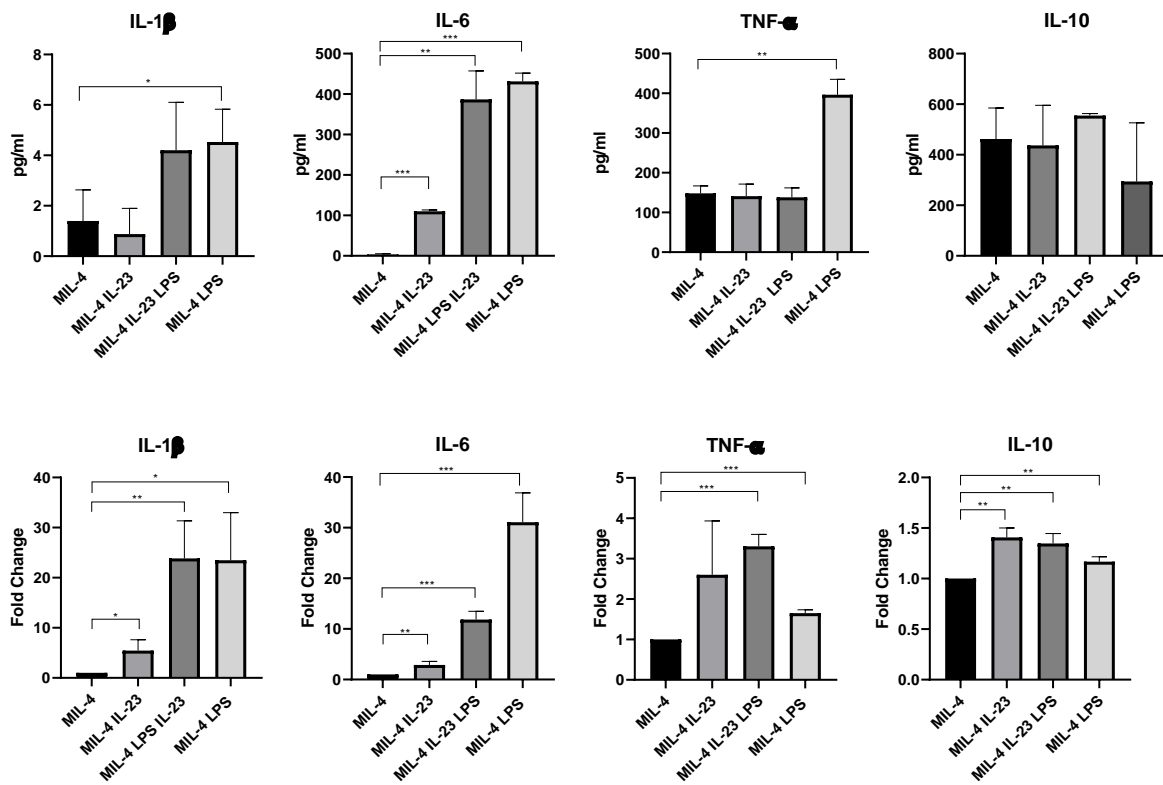 IL-1β
IL-6
TNF-α
IL-10
8
6
4
2
0
pg/ml
*
MIL-4
MIL-4 IL-23
MIL-4 IL-23 LPS
MIL-4 LPS
500
400
300
200
100
0
pg/ml
***
**
***
MIL-4
MIL-4 IL-23
MIL-4 LPS IL-23
MIL-4 LPS
500
400
300
200
100
0
pg/ml
**
MIL-4
MIL-4 IL-23
MIL-4 IL-23 LPS
MIL-4 LPS
800
600
400
200
0
pg/ml
MIL-4
MIL-4 IL-23
MIL-4 IL-23 LPS
MIL-4 LPS
IL-1β
IL-6
TNF-α
IL-10
40
30
20
10
0
Fold Change
*
**
*
MIL-4
MIL-4 IL-23
MIL-4 LPS IL-23
MIL-4 LPS
40
30
20
10
0
Fold Change
***
***
**
MIL-4
MIL-4 IL-23
MIL-4 IL-23 LPS
MIL-4 LPS
5
4
3
2
1
0
Fold Change
***
***
MIL-4
MIL-4 IL-23
MIL-4 IL-23 LPS
MIL-4 LPS
2.0
1.5
1.0
0.5
0.0
Fold Change
**
**
**
MIL-4
MIL-4 IL-23
MIL-4 IL-23 LPS
MIL-4 LPS